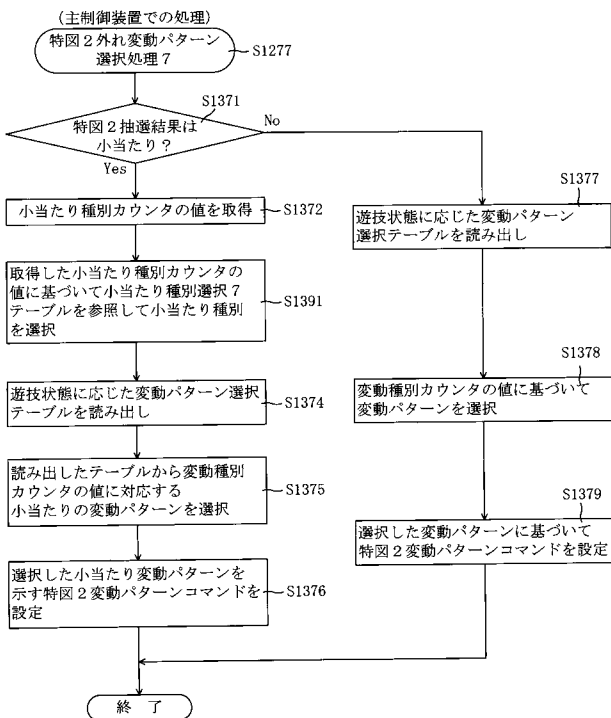 (主制御装置での処理)
特図2外れ変動パターン
選択処理7
S1277
S1371
特図2抽選結果は
小当たり?
No
Yes
小当たり種別カウンタの値を取得
S1372
取得した小当たり種別カウンタの
値に基づいて小当たり種別選択7
テーブルを参照して小当たり種別
を選択
S1391
遊技状態に応じた変動パターン選択
テーブルを読み出し
S1374
読み出したテーブルから変動種別
カウンタの値に対応する
小当たりの変動パターンを選択
S1375
選択した小当たり変動パターンを
示す特図2変動パターンコマンドを
設定
S1376
S1377
遊技状態に応じた変動パターン
選択テーブルを読み出し
S1378
変動種別カウンタの値に基づいて
変動パターンを選択
S1379
選択した変動パターンに基づいて
特図2変動パターンコマンドを設定
終 了